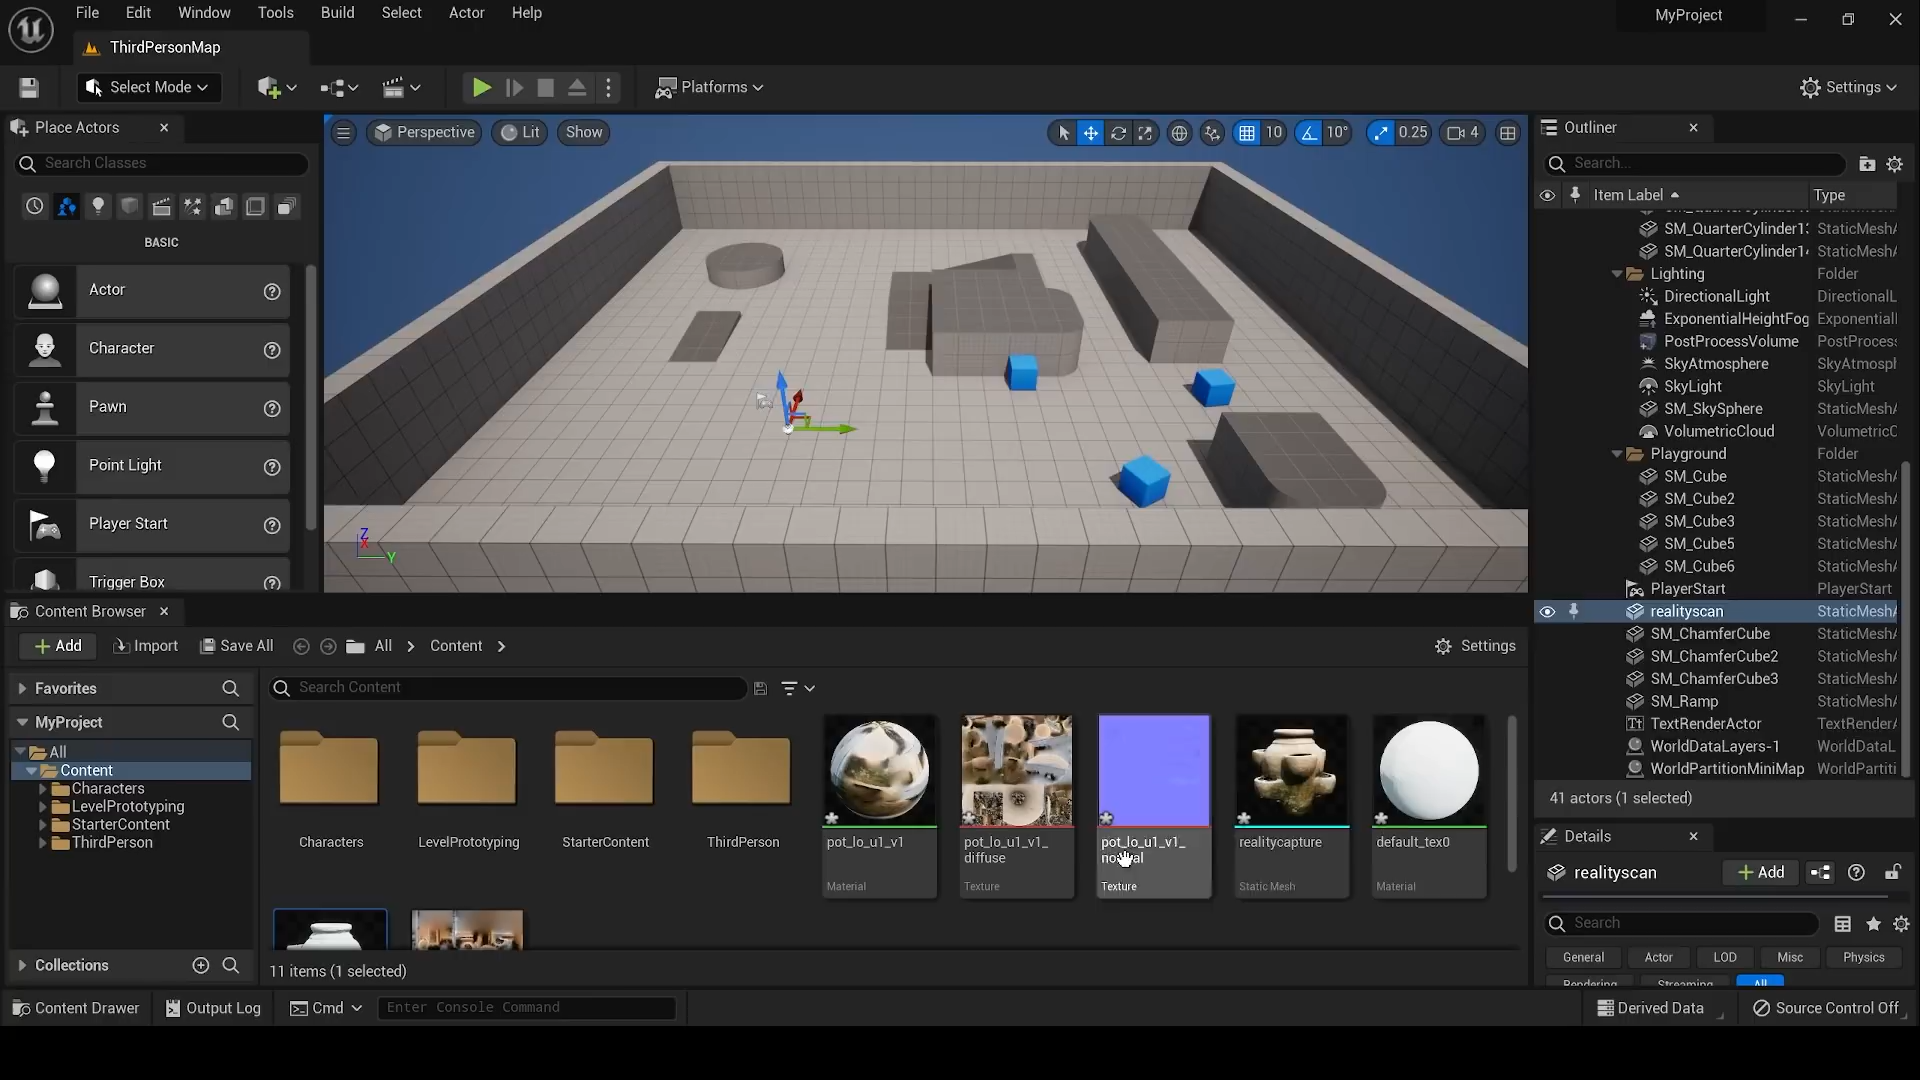 File Edit Window Tools Build Select Actor Help
MyProject
ThirdPersonMap
Select Mode
Platforms
Settings
Place Actors
Search Classes
BASIC
Actor
Character
Pawn
Point Light
Player Start
Trigger Box
Perspective
Lit
Show
10
10°
0.25
4
Z
X
Y
Outliner
Search...
Item Label
Type
SM_QuarterCylinder1
StaticMesh
SM_QuarterCylinder1
StaticMesh
Lighting
Folder
DirectionalLight
DirectionalL
ExponentialHeightFog
Exponential
PostProcessVolume
PostProces
SkyAtmosphere
SkyAtmosph
SkyLight
SkyLight
SM_SkySphere
StaticMesh
VolumetricCloud
Volumetric
Playground
Folder
SM_Cube
StaticMesh
SM_Cube2
StaticMesh
SM_Cube3
StaticMesh
SM_Cube5
StaticMesh
SM_Cube6
StaticMesh
PlayerStart
PlayerStart
realityscan
StaticMesh
SM_ChamferCube
StaticMesh
SM_ChamferCube2
StaticMesh
SM_ChamferCube3
StaticMesh
SM_Ramp
StaticMesh
TextRenderActor
TextRender
WorldDataLayers-1
WorldDataL
WorldPartitionMiniMap
WorldPartiti
41 actors (1 selected)
Details
realityscan
Add
Search
General
Actor
LOD
Misc
Physics
Rendering
Streaming
All
Content Browser
Add
Import
Save All
All
Content
Settings
Favorites
MyProject
All
Content
Characters
LevelPrototyping
StarterContent
ThirdPerson
Collections
Search Content
Characters
LevelPrototyping
StarterContent
ThirdPerson
pot_lo_u1_v1
Material
pot_lo_u1_v1_
diffuse
Texture
pot_lo_u1_v1_
Texture
realitycapture
Static Mesh
default_tex0
Material
11 items (1 selected)
Content Drawer
Output Log
Cmd
Enter Console Command
Derived Data
Source Control Off